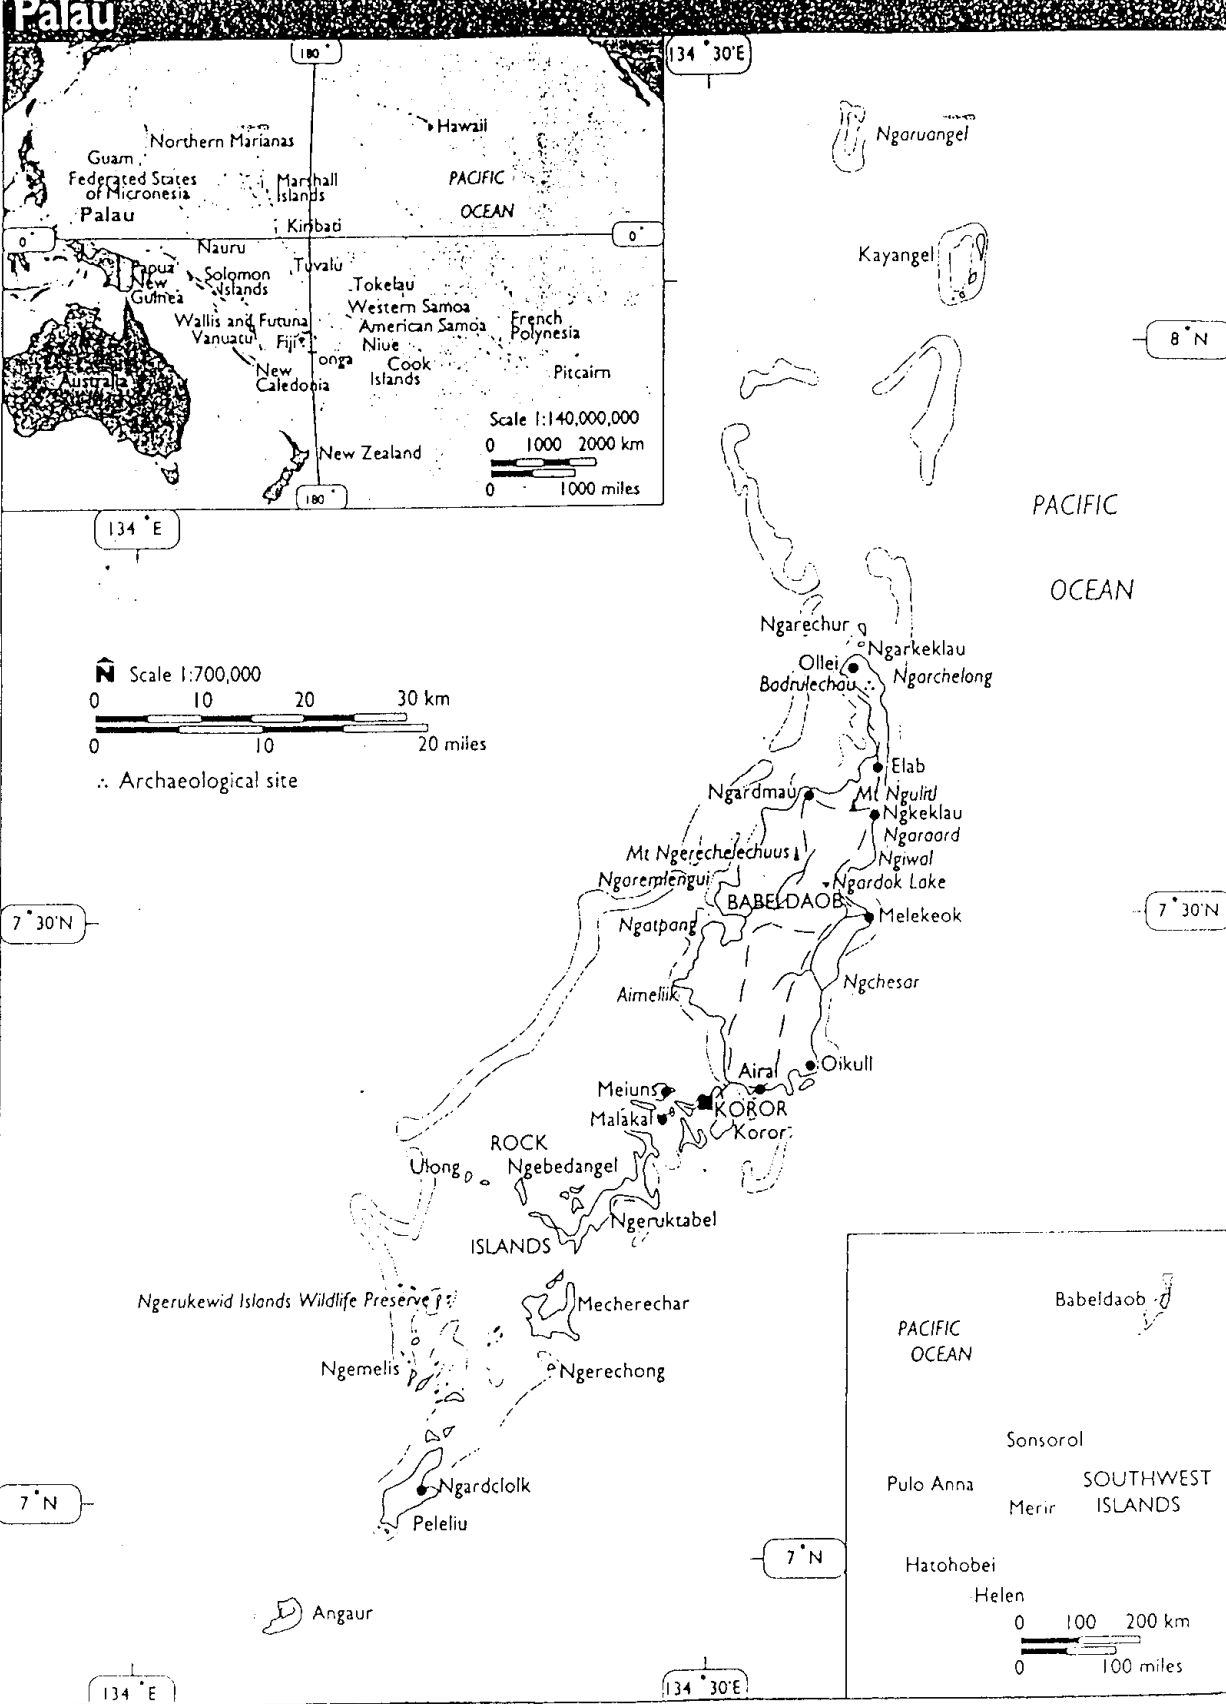 Palau
180°
Hawaii
Northern Marianas
Guam
Federated States
of Micronesia
Marshall
Islands
PACIFIC
OCEAN
Palau
Kiribati
0°
0°
Nauru
Papua
New
Guinea
Solomon
Islands
Tuvalu
Tokelau
Western Samoa
Wallis and Futuna
American Samoa
French
Polynesia
Vanuatu
Fiji
Niue
onga
Cook
Islands
New
Caledonia
Pitcairn
Australia
Scale 1:140,000,000
0 1000 2000 km
0 1000 miles
New Zealand
180°
134°E
134°30'E
Ngaruangel
Kayangel
8°N
PACIFIC
OCEAN
N Scale 1:700,000
0 10 20 30 km
0 10 20 miles
∴ Archaeological site
Ngarechur
Ngarkeklau
Ollei
Ngarchelong
Badrulechau
Elab
Ngardmau
Ngkeklau
Ngaraard
Mt Ngerechelechuus
Ngiwal
Ngaremlengui
Ngardok Lake
BABELDAOB
7°30'N
7°30'N
Ngatpang
Melekeok
Aimeliik
Ngchesar
Oikull
Airai
Meiuns
KOROR
Malakal
Koror
ROCK
Ulong
Ngebedangel
Ngeruktabel
ISLANDS
Ngerukewid Islands Wildlife Preserve
Mecherechar
Ngemelis
Ngerechong
7°N
Ngardclolk
Peleliu
Angaur
134°E
134°30'E
7°N
Babeldaob
PACIFIC
OCEAN
Sonsorol
Pulo Anna
SOUTHWEST
ISLANDS
Merir
Hatohobei
Helen
0 100 200 km
0 100 miles